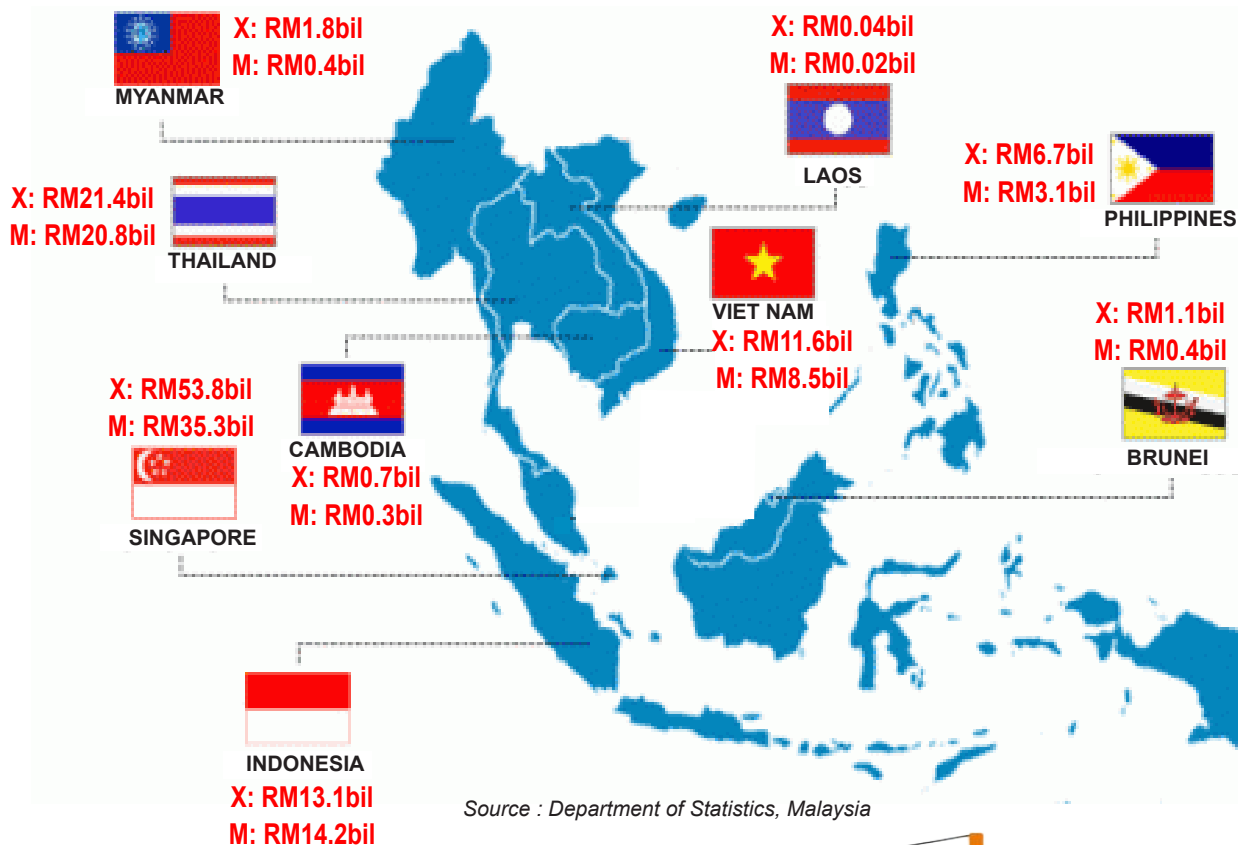 X: RM1.8bil
M: RM0.4bil
MYANMAR
X: RM0.04bil
M: RM0.02bil
LAOS
X: RM6.7bil
M: RM3.1bil
PHILIPPINES
X: RM21.4bil
M: RM20.8bil
THAILAND
VIET NAM
X: RM11.6bil
M: RM8.5bil
X: RM1.1bil
M: RM0.4bil
BRUNEI
X: RM53.8bil
M: RM35.3bil
SINGAPORE
CAMBODIA
X: RM0.7bil
M: RM0.3bil
INDONESIA
X: RM13.1bil
M: RM14.2bil
Source : Department of Statistics, Malaysia